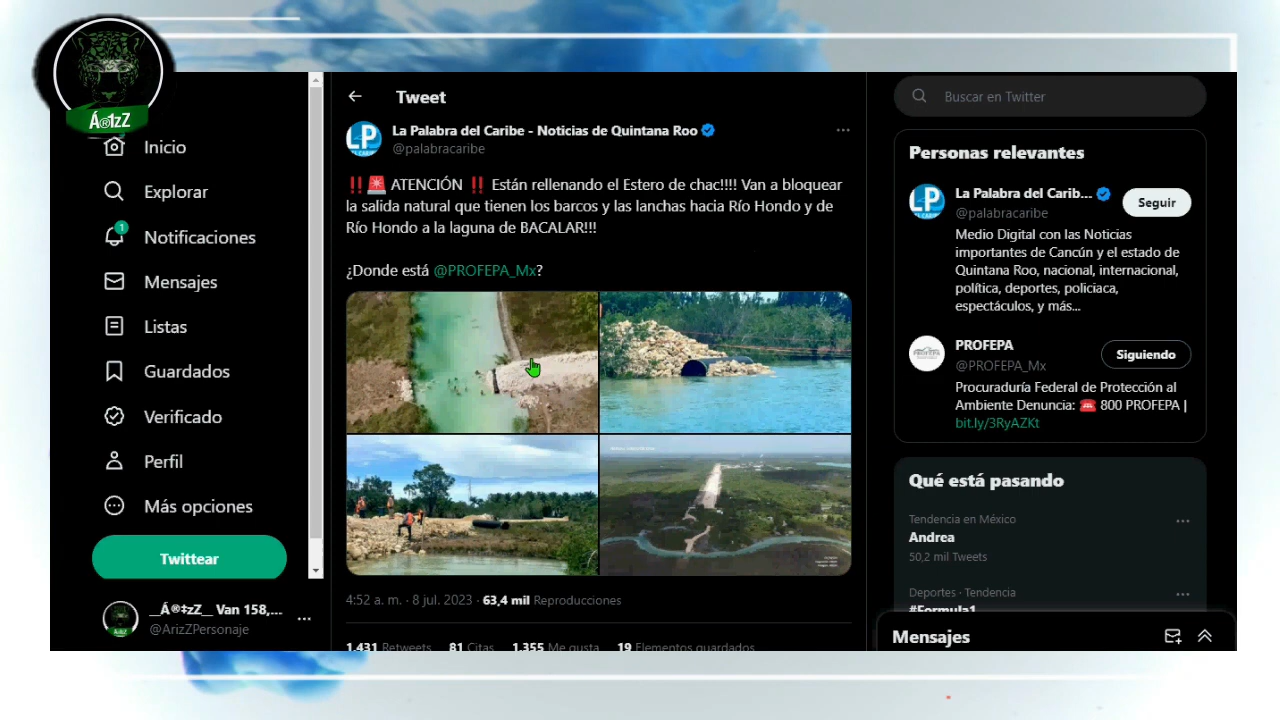 Á®1zZ
Inicio
Explorar
1
Notificaciones
Mensajes
Listas
Guardados
Verificado
Perfil
Más opciones
Twittear
__Á®‡zZ__ Van 158,...
@ArizZPersonaje
Tweet
LP
La Palabra del Caribe - Noticias de Quintana Roo
@palabracaribe
‼️🚨 ATENCIÓN ‼️ Están rellenando el Estero de chac!!!! Van a bloquear
la salida natural que tienen los barcos y las lanchas hacia Río Hondo y de
Río Hondo a la laguna de BACALAR!!!
¿Donde está @PROFEPA_Mx?
4:52 a. m. · 8 jul. 2023 · 63,4 mil Reproducciones
1.431 Retweets 81 Citas 1.355 Me gusta 19 Elementos guardados
Buscar en Twitter
Personas relevantes
LP
La Palabra del Carib...
@palabracaribe
Seguir
Medio Digital con las Noticias
importantes de Cancún y el estado de
Quintana Roo, nacional, internacional,
política, deportes, policiaca,
espectáculos, y más...
PROFEPA
@PROFEPA_Mx
Siguiendo
Procuraduría Federal de Protección al
Ambiente Denuncia: ☎️ 800 PROFEPA |
bit.ly/3RyAZKt
Qué está pasando
Tendencia en México
Andrea
50,2 mil Tweets
Deportes · Tendencia
#Formula1
Mensajes